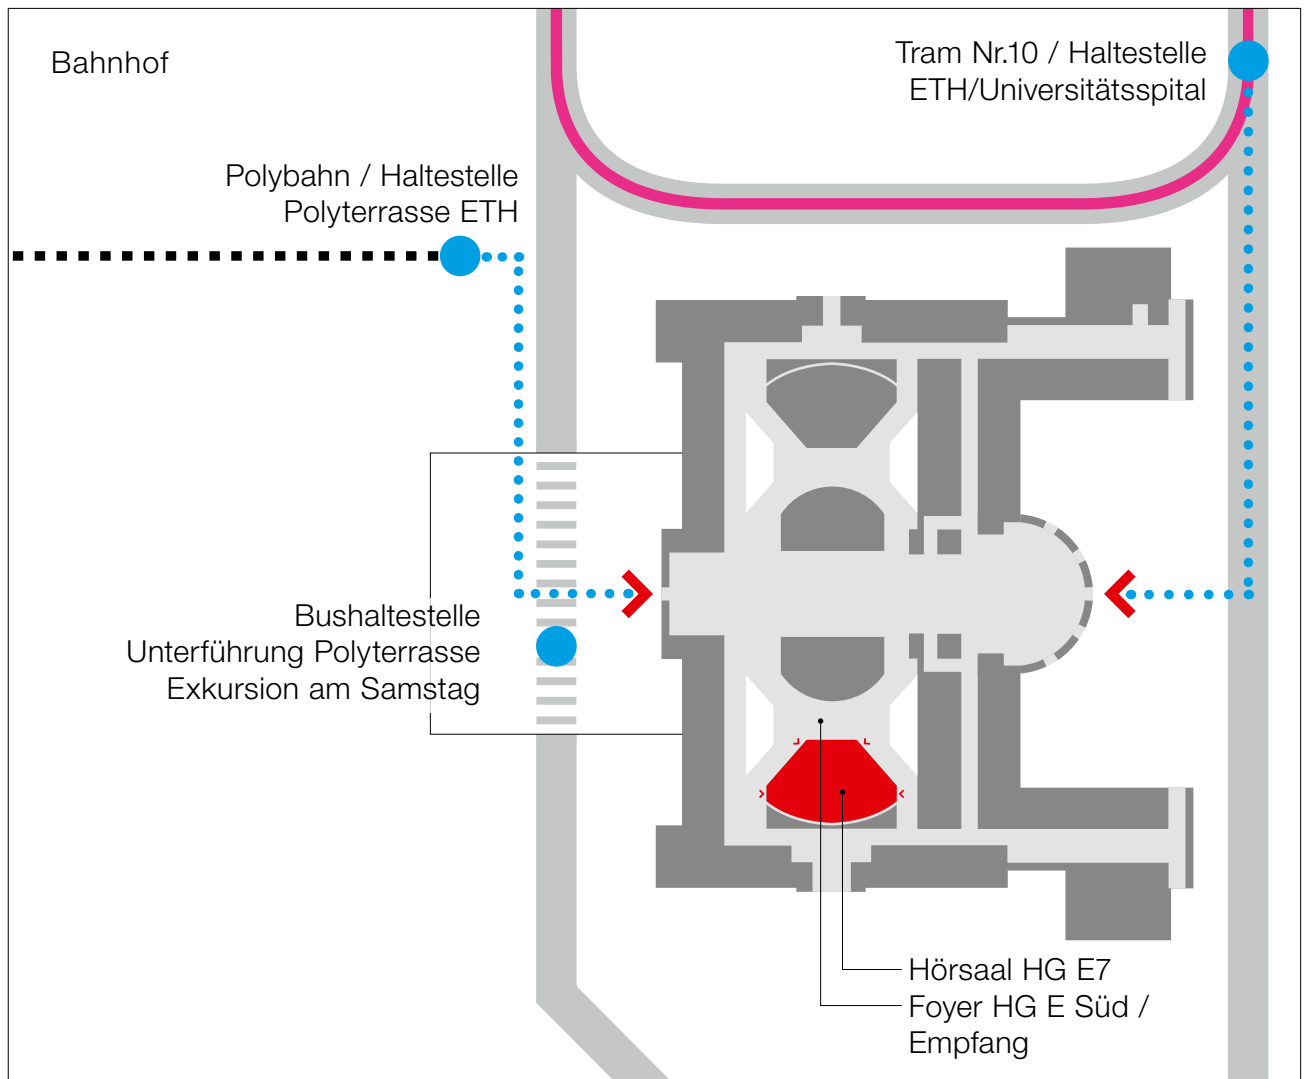 Bahnhof
Tram Nr.10 / Haltestelle
ETH/Universitätsspital
Polybahn / Haltestelle
Polyterrasse ETH
Bushaltestelle
Unterführung Polyterrasse
Exkursion am Samstag
Hörsaal HG E7
Foyer HG E Süd /
Empfang